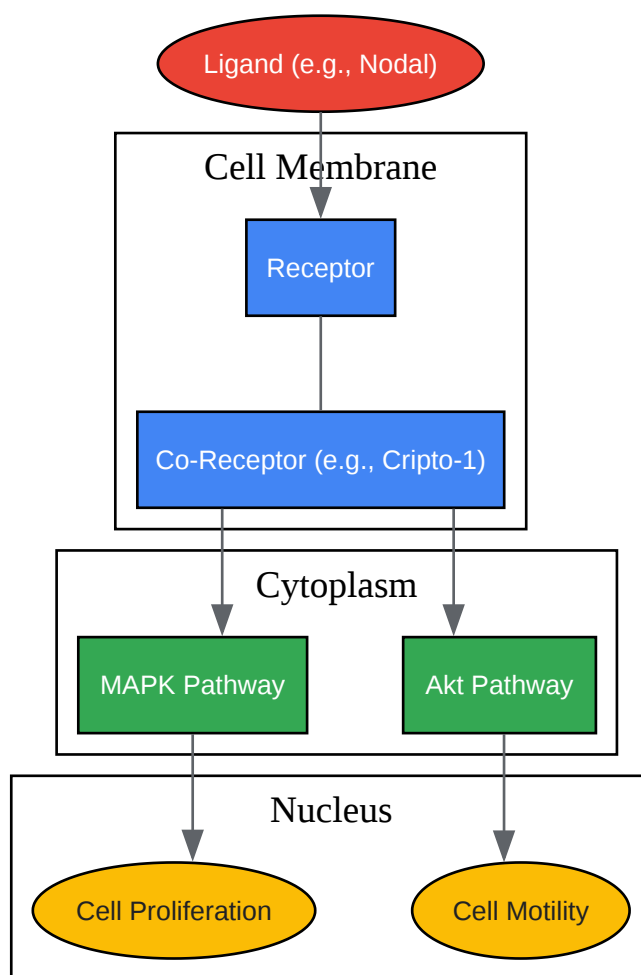 Ligand (e.g., Nodal)
Cell Membrane
Receptor
Co-Receptor (e.g., Cripto-1)
Cytoplasm
MAPK Pathway
Akt Pathway
Nucleus
Cell Proliferation
Cell Motility